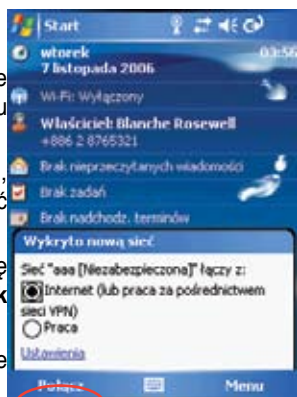 Start
wtorek
03:56
7 listopada 2006
Wi-Fi: Wyłączony
Właściciel: Blanche Rosewell
+886 2 8765321
Brak nieprzeczytanych wiadomości
Brak zadań
Brak nadchodz. terminów
Wykryto nową sieć
Sieć "aaa [Niezabezpieczona]" łączy z:
Internet (lub praca za pośrednictwem
sieci VPN)
Praca
Ustawienia
Połącz
Menu